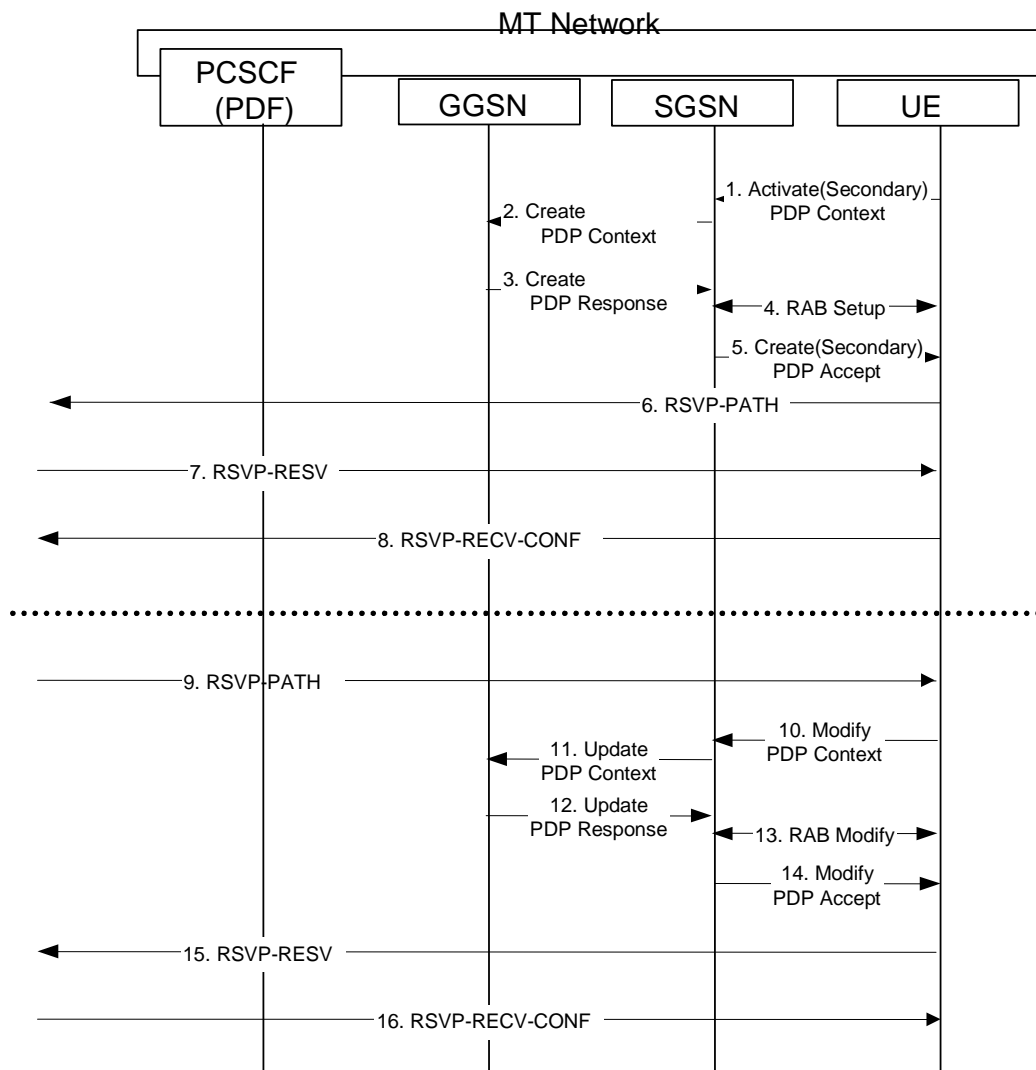 MT Network
PCSCF
(PDF)
GGSN
SGSN
UE
1. Activate(Secondary)
PDP Context
2. Create
PDP Context
3. Create
PDP Response
4. RAB Setup
5. Create(Secondary)
PDP Accept
6. RSVP-PATH
7. RSVP-RESV
8. RSVP-RECV-CONF
9. RSVP-PATH
10. Modify
PDP Context
11. Update
PDP Context
12. Update
PDP Response
13. RAB Modify
14. Modify
PDP Accept
15. RSVP-RESV
16. RSVP-RECV-CONF